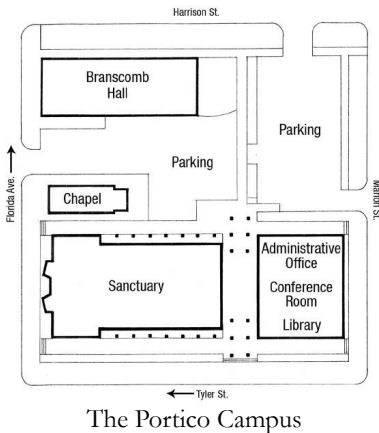 Harrison St.
Branscomb
Hall
Parking
Parking
Florida Ave.
Marion St.
Chapel
Sanctuary
Administrative
Office
Conference
Room
Library
Tyler St.
The Portico Campus